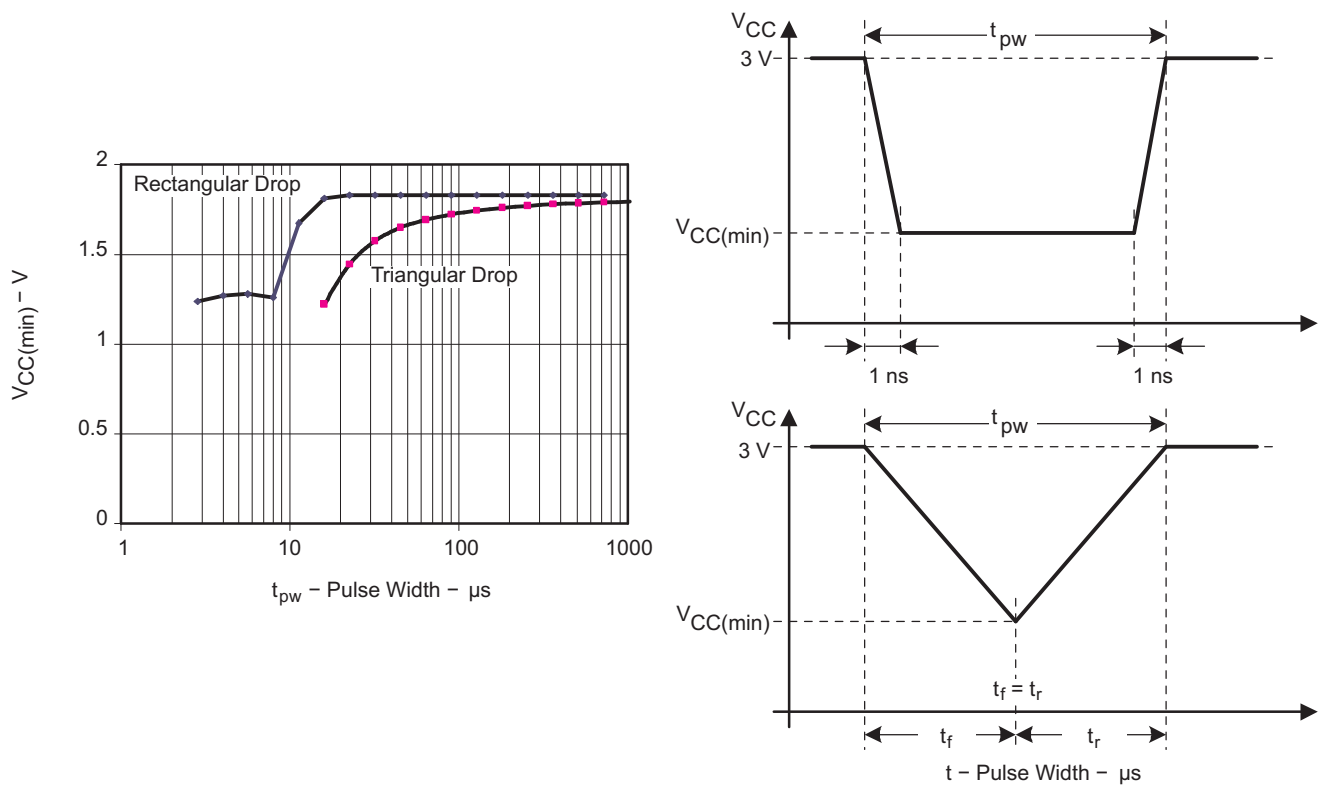 2
Rectangular Drop
1.5
Triangular Drop
1
0.5
0
VCC(min) − V
1
10
100
1000
tpw − Pulse Width − µs
VCC
tpw
3 V
VCC(min)
1 ns
1 ns
VCC
tpw
3 V
VCC(min)
tf = tr
tf
tr
t − Pulse Width − µs